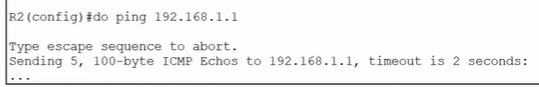 R2(config)#do ping 192.168.1.1
Type escape sequence to abort.
Sending 5, 100-byte ICMP Echos to 192.168.1.1, timeout is 2 seconds:
...